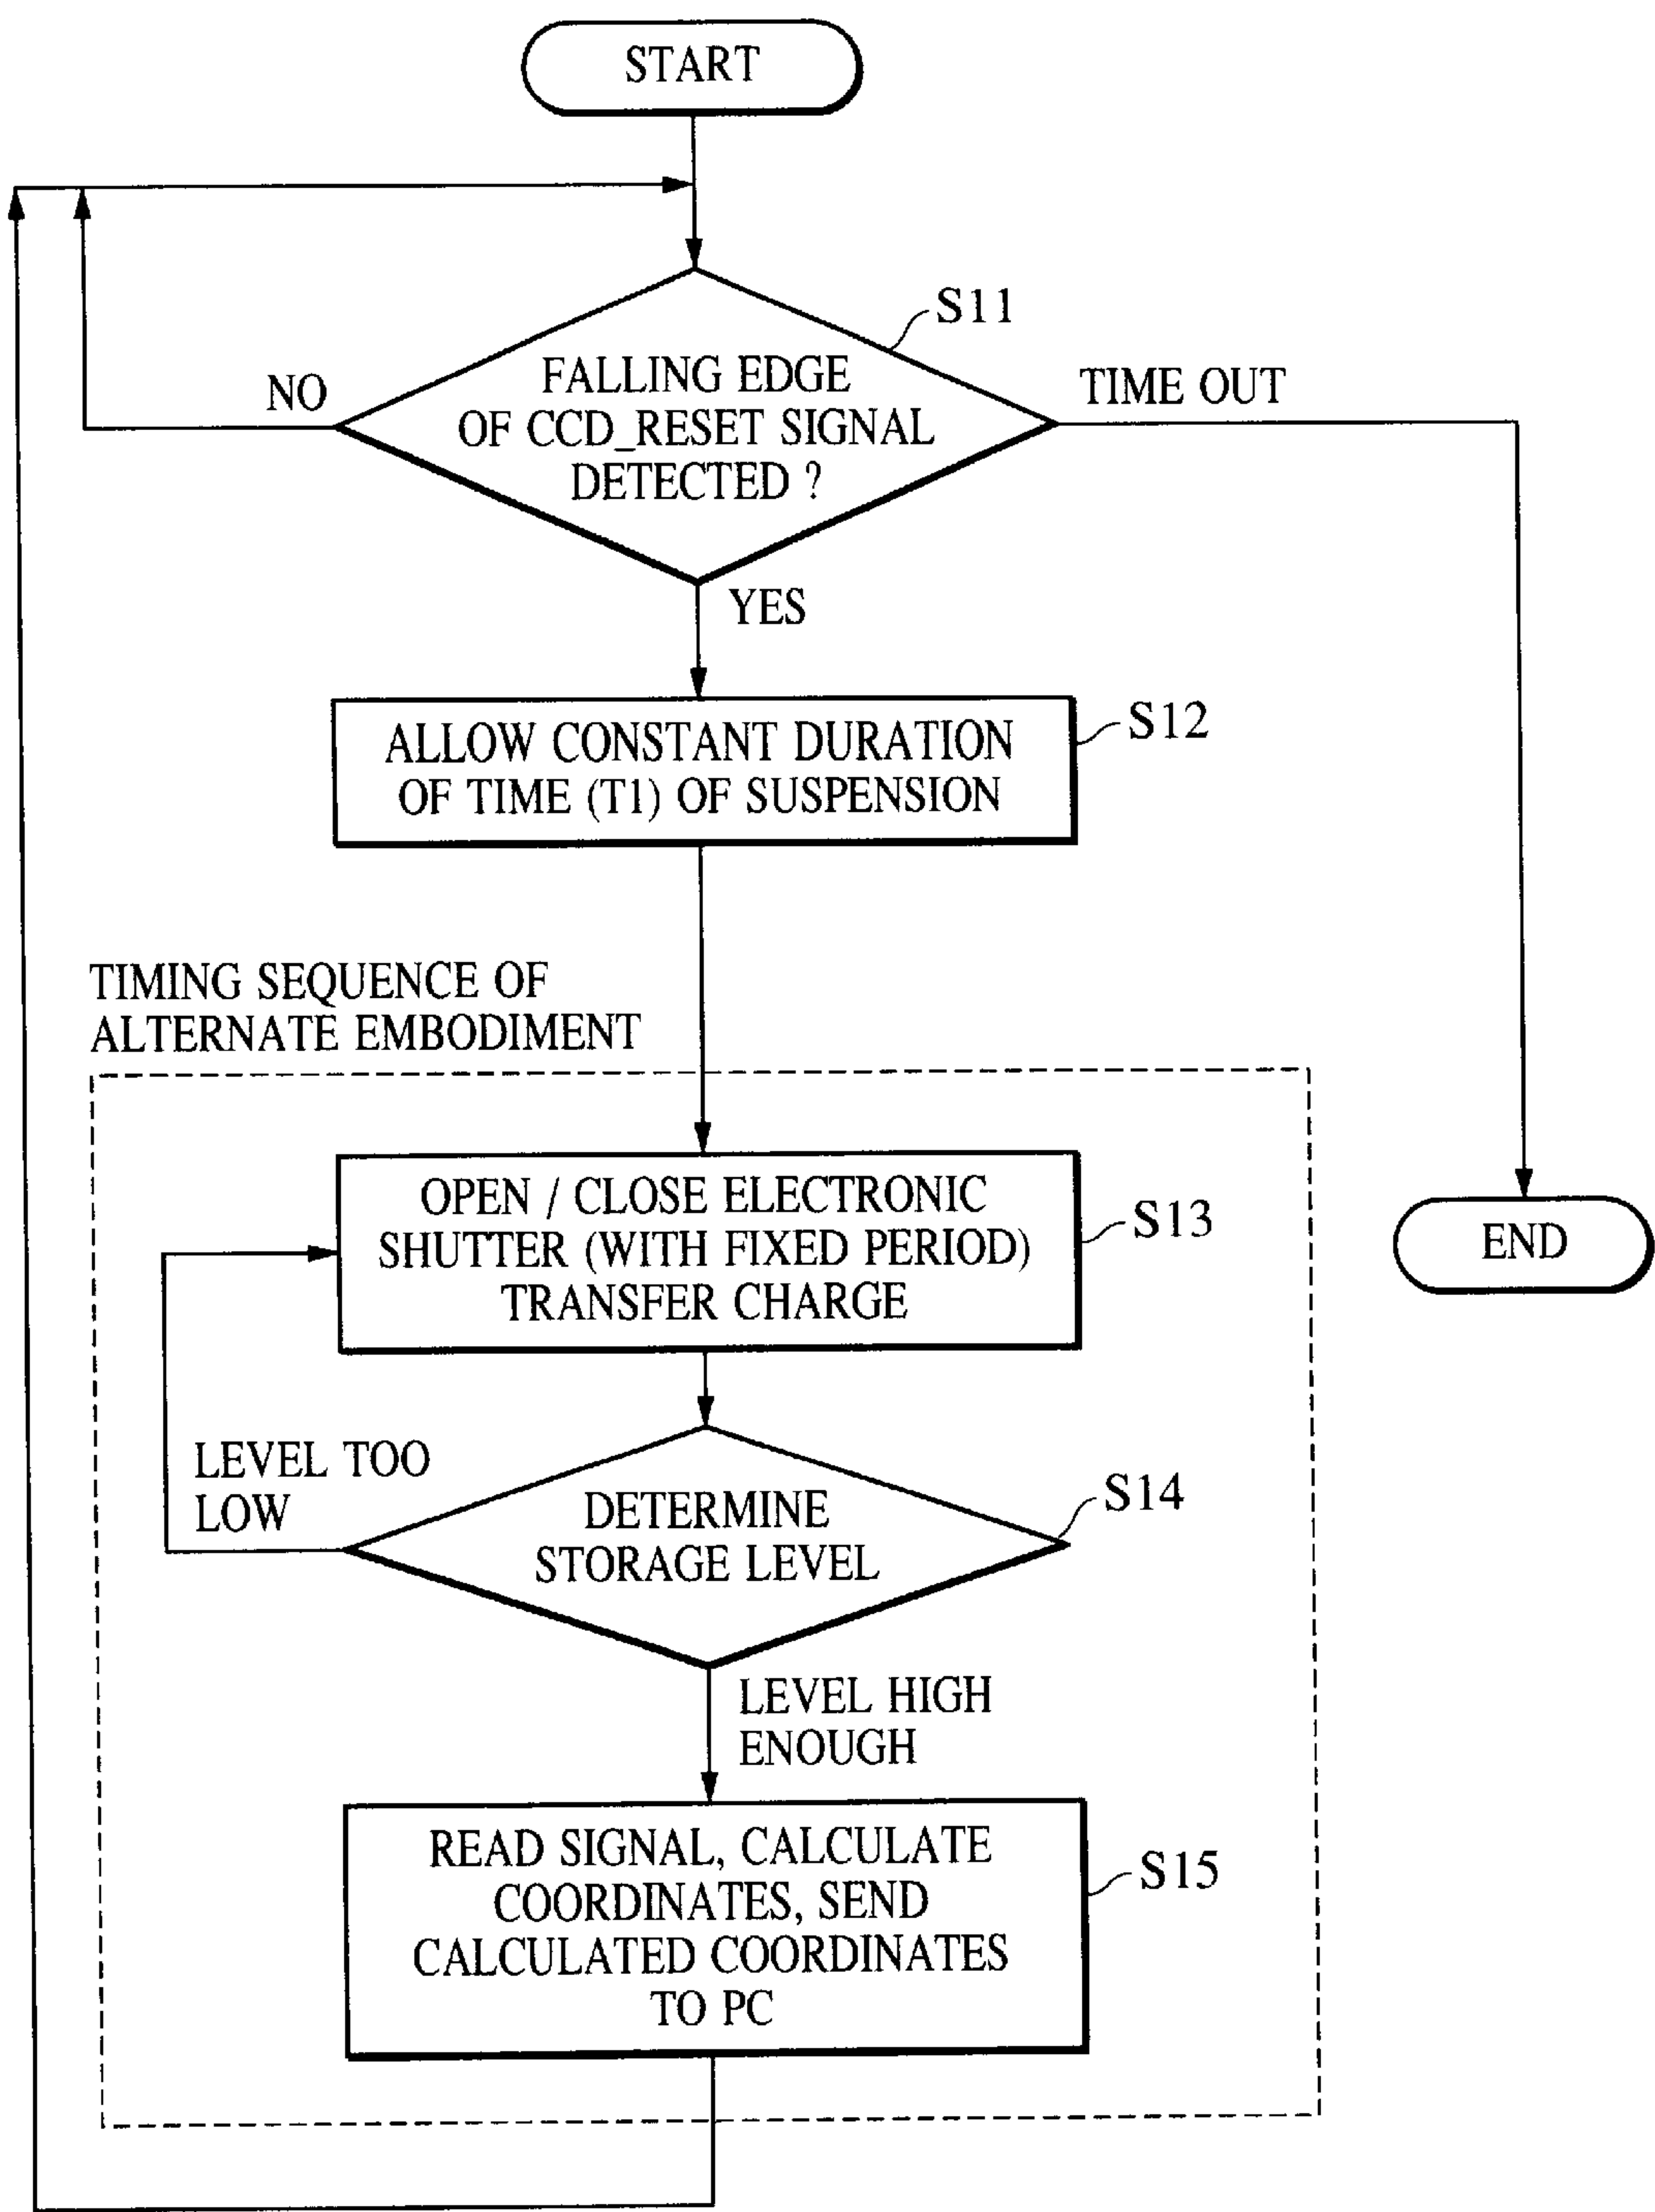 START
S11
FALLING EDGE
OF CCD_RESET SIGNAL
DETECTED ?
NO
TIME OUT
YES
S12
ALLOW CONSTANT DURATION
OF TIME (T1) OF SUSPENSION
TIMING SEQUENCE OF
ALTERNATE EMBODIMENT
S13
OPEN / CLOSE ELECTRONIC
SHUTTER (WITH FIXED PERIOD)
TRANSFER CHARGE
END
LEVEL TOO
LOW
S14
DETERMINE
STORAGE LEVEL
LEVEL HIGH
ENOUGH
S15
READ SIGNAL, CALCULATE
COORDINATES, SEND
CALCULATED COORDINATES
TO PC